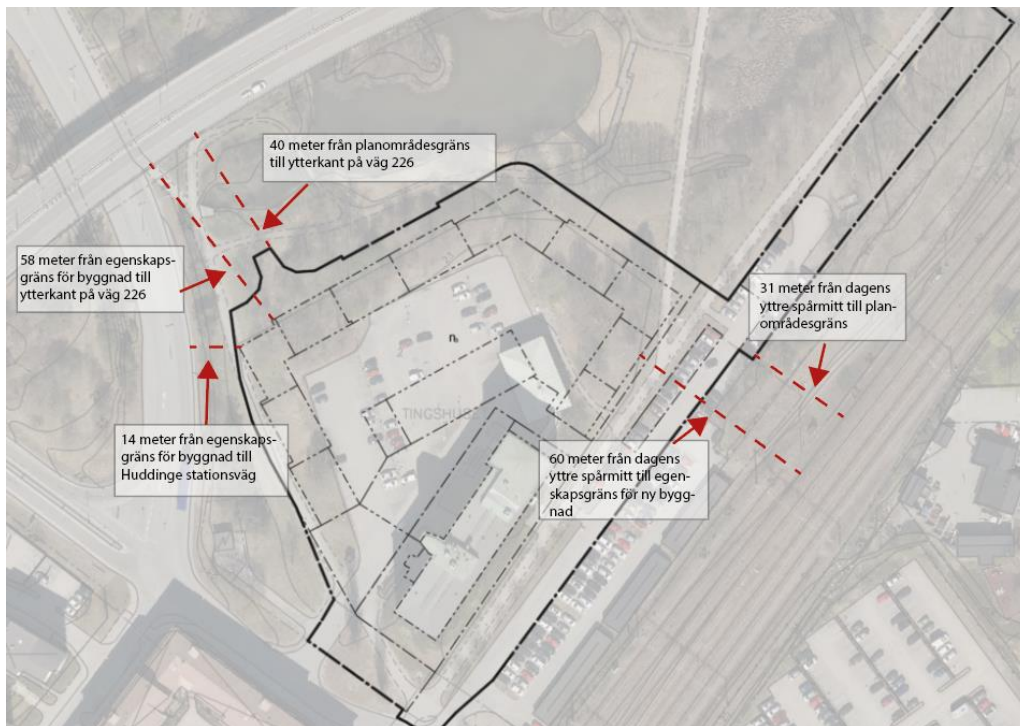 40 meter från planområdesgräns
till ytterkant på väg 226
58 meter från egenskaps-
gräns för byggnad till
ytterkant på väg 226
31 meter från dagens
yttre spårmitt till plan-
områdesgräns
n₁
TINGSHUS
14 meter från egenskaps-
gräns för byggnad till
Huddinge stationsväg
60 meter från dagens
yttre spårmitt till egen-
skapsgräns för ny bygg-
nad